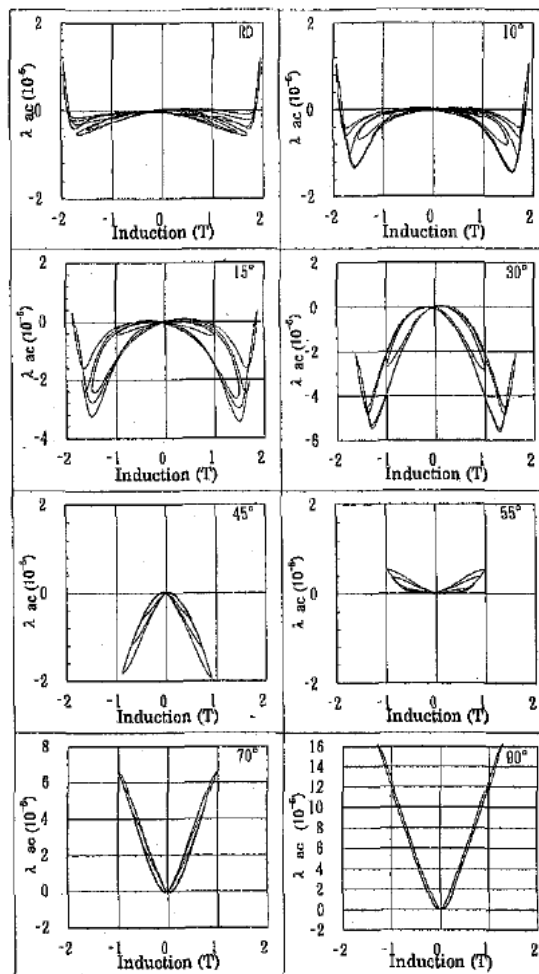 RD
2
0
-2
λ ac (10⁻⁶)
-2 -1 0 1 2
Induction (T)
10°
2
0
-2
λ ac (10⁻⁶)
-2 -1 0 1 2
Induction (T)
15°
2
0
-2
-4
λ ac (10⁻⁶)
-2 -1 0 1 2
Induction (T)
30°
2
0
-2
-4
-6
λ ac (10⁻⁶)
-2 -1 0 1 2
Induction (T)
45°
2
0
-2
λ ac (10⁻⁶)
-2 -1 0 1 2
Induction (T)
55°
2
0
-2
λ ac (10⁻⁶)
-2 -1 0 1 2
Induction (T)
70°
8
6
4
2
0
-2
λ ac (10⁻⁶)
-2 -1 0 1 2
Induction (T)
90°
16
14
12
10
8
6
4
2
0
-2
λ ac (10⁻⁶)
-2 -1 0 1 2
Induction (T)